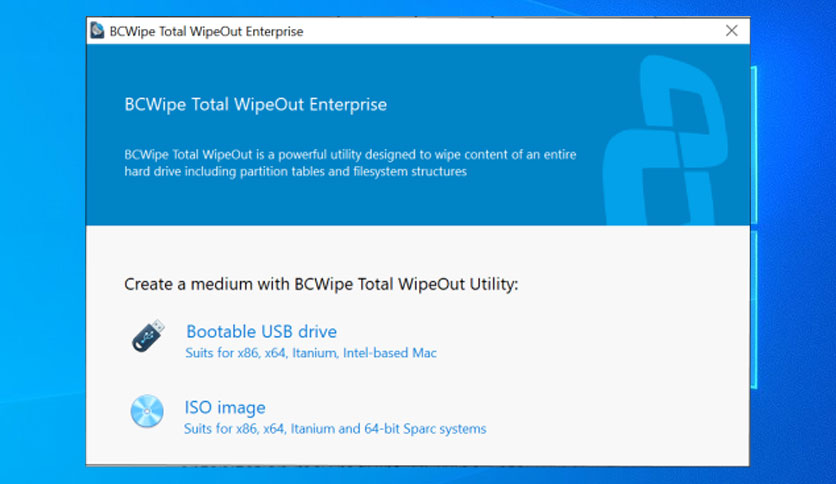 BCWipe Total WipeOut Enterprise
BCWipe Total WipeOut Enterprise
BCWipe Total WipeOut is a powerful utility designed to wipe content of an entire
hard drive including partition tables and filesystem structures
Create a medium with BCWipe Total WipeOut Utility:
Bootable USB drive
Suits for x86, x64, Itanium, Intel-based Mac
ISO image
Suits for x86, x64, Itanium and 64-bit Sparc systems